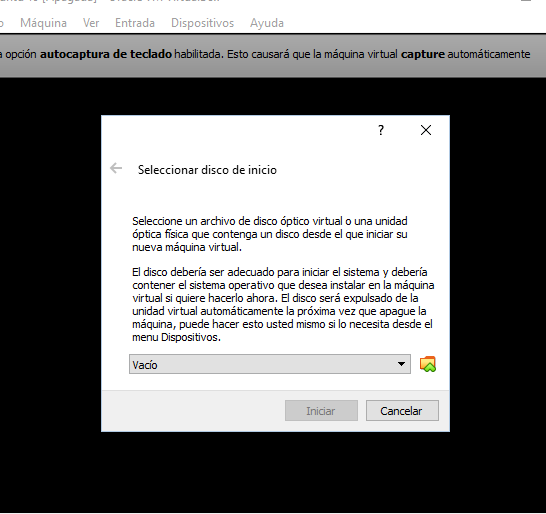 Máquina Ver Entrada Dispositivos Ayuda
opción autocaptura de teclado habilitada. Esto causará que la máquina virtual capture automáticamente
?
Seleccionar disco de inicio
Seleccione un archivo de disco óptico virtual o una unidad
óptica física que contenga un disco desde el que iniciar su
nueva máquina virtual.
El disco debería ser adecuado para iniciar el sistema y debería
contener el sistema operativo que desea instalar en la máquina
virtual si quiere hacerlo ahora. El disco será expulsado de la
unidad virtual automáticamente la próxima vez que apague la
máquina, puede hacer esto usted mismo si lo necesita desde el
menu Dispositivos.
Vacío
Iniciar Cancelar